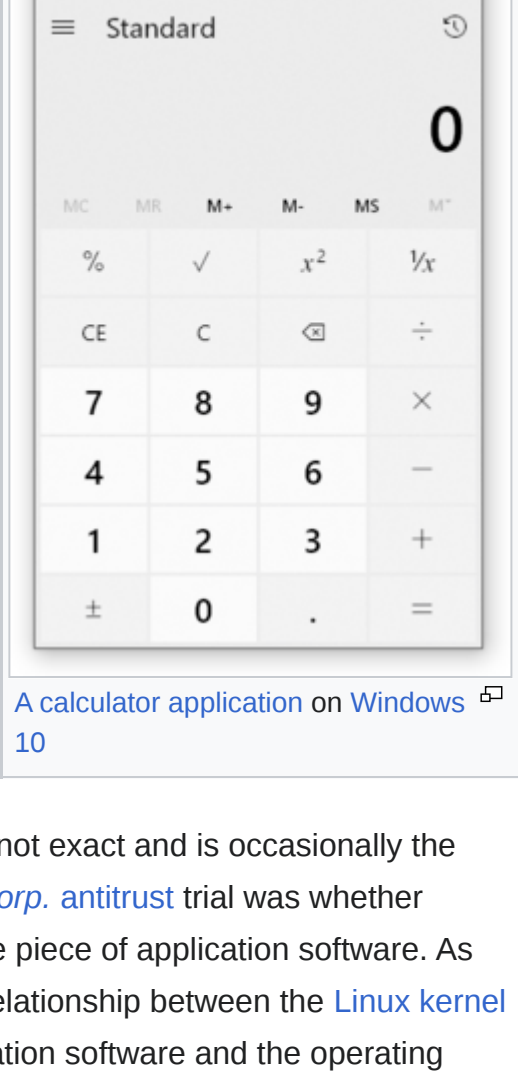 Standard
0
MC MR M+ M- MS M˅
% √ x² ¹/x
CE C ÷
7 8 9 ×
4 5 6 −
1 2 3 +
± 0 . =
A calculator application on Windows
10
not exact and is occasionally the
orp. antitrust trial was whether
e piece of application software. As
elationship between the Linux kernel
ation software and the operating